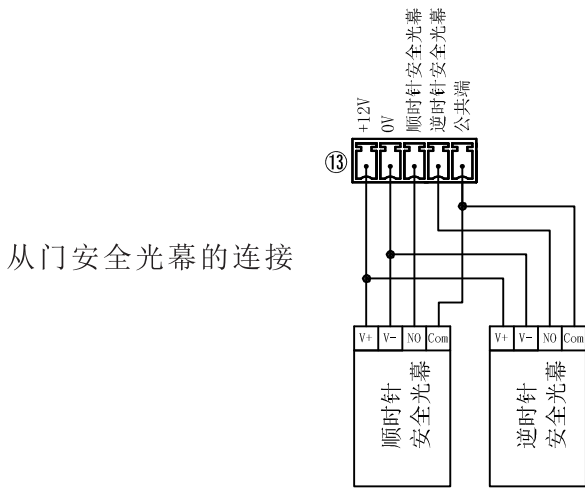 +12V
0V
顺时针安全光幕
逆时针安全光幕
公共端
⑬
从门安全光幕的连接
V+ V- NO Com
V+ V- NO Com
顺时针
安全光幕
逆时针
安全光幕